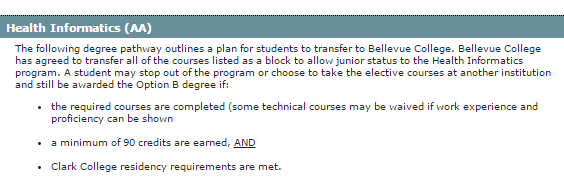 Health Informatics (AA)
The following degree pathway outlines a plan for students to transfer to Bellevue College. Bellevue College
has agreed to transfer all of the courses listed as a block to allow junior status to the Health Informatics
program. A student may stop out of the program or choose to take the elective courses at another institution
and still be awarded the Option B degree if:
• the required courses are completed (some technical courses may be waived if work experience and
proficiency can be shown
• a minimum of 90 credits are earned, AND
• Clark College residency requirements are met.